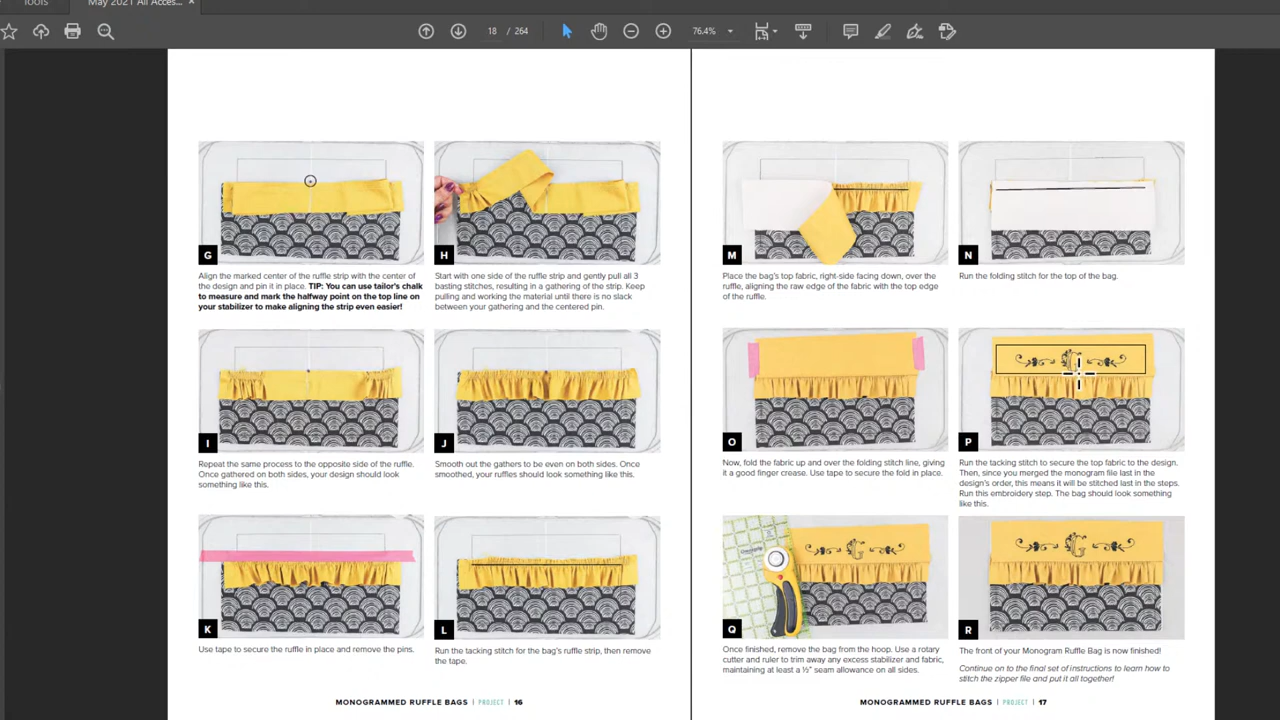 Tools
May 2021 All Acces... ×
18 / 264
76.4%
G
Align the marked center of the ruffle strip with the center of
the design and pin it in place. TIP: You can use tailor's chalk
to measure and mark the halfway point on the top line on
your stabilizer to make aligning the strip even easier!
H
Start with one side of the ruffle strip and gently pull all 3
basting stitches, resulting in a gathering of the strip. Keep
pulling and working the material until there is no slack
between your gathering and the centered pin.
I
Repeat the same process to the opposite side of the ruffle.
Once gathered on both sides, your design should look
something like this.
J
Smooth out the gathers to be even on both sides. Once
smoothed, your ruffles should look something like this.
K
Use tape to secure the ruffle in place and remove the pins.
L
Run the tacking stitch for the bag's ruffle strip, then remove
the tape.
MONOGRAMMED RUFFLE BAGS | PROJECT | 16
M
Place the bag's top fabric, right-side facing down, over the
ruffle, aligning the raw edge of the fabric with the top edge
of the ruffle.
N
Run the folding stitch for the top of the bag.
O
Now, fold the fabric up and over the folding stitch line, giving
it a good finger crease. Use tape to secure the fold in place.
P
Run the tacking stitch to secure the top fabric to the design.
Then, since you merged the monogram file last in the
design's order, this means it will be stitched last in the steps.
Run this embroidery step. The bag should look something
like this.
Q
Once finished, remove the bag from the hoop. Use a rotary
cutter and ruler to trim away any excess stabilizer and fabric,
maintaining at least a ½" seam allowance on all sides.
R
The front of your Monogram Ruffle Bag is now finished!
Continue on to the final set of instructions to learn how to
stitch the zipper file and put it all together!
MONOGRAMMED RUFFLE BAGS | PROJECT | 17